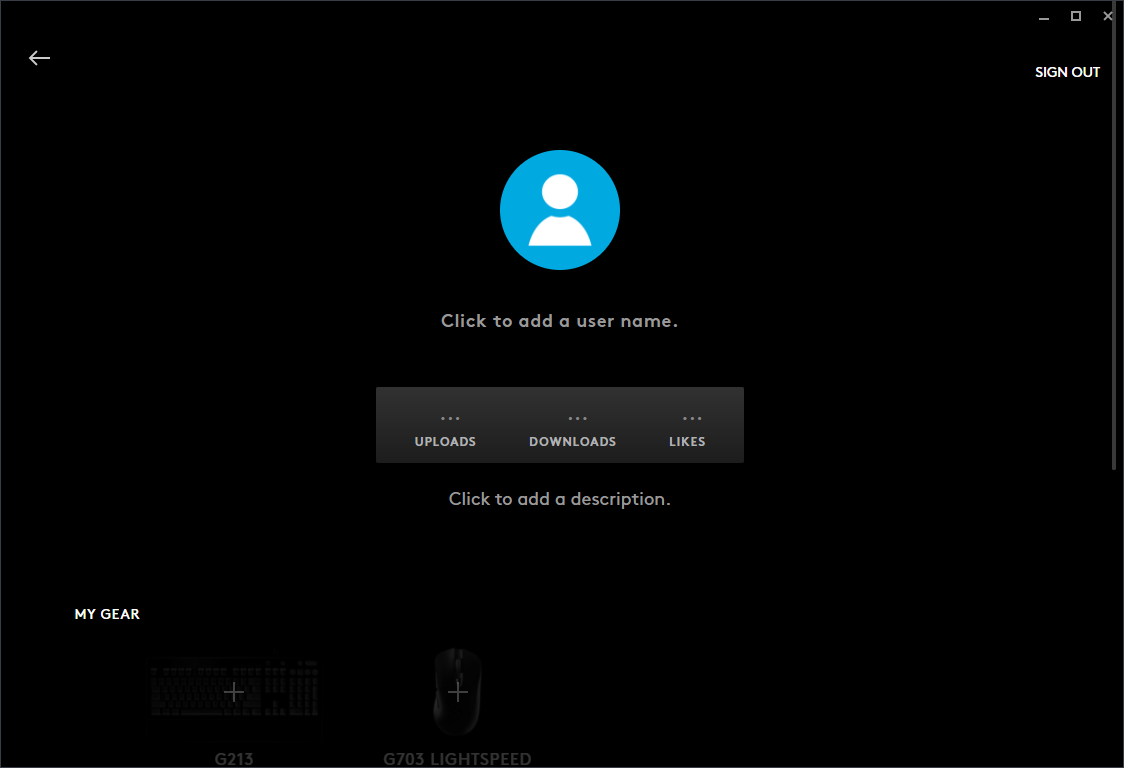 SIGN OUT
Click to add a user name.
... ... ...
UPLOADS DOWNLOADS LIKES
Click to add a description.
MY GEAR
G213 G703 LIGHTSPEED